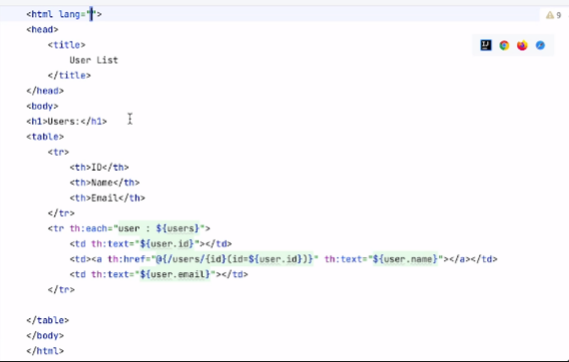 <html lang="">
9
<head>
<title>
User List
</title>
</head>
<body>
<h1>Users:</h1>
<table>
<tr>
<th>ID</th>
<th>Name</th>
<th>Email</th>
</tr>
<tr th:each="user : ${users}">
<td th:text="${user.id}"></td>
<td><a th:href="@{/users/{id}(id=${user.id})}" th:text="${user.name}"></a></td>
<td th:text="${user.email}"></td>
</tr>
</table>
</body>
</html>